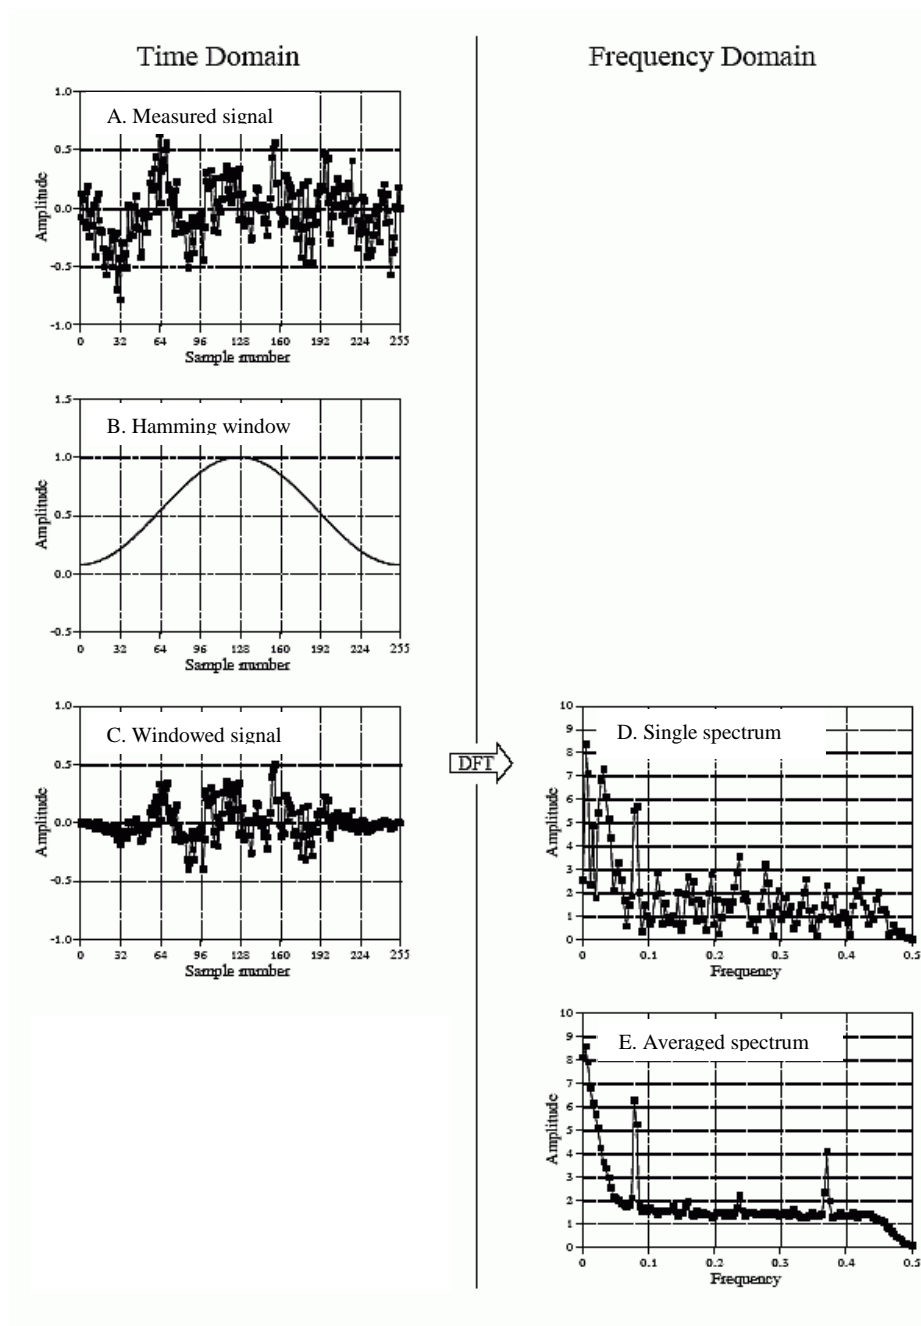 Time Domain
Frequency Domain
A. Measured signal
1.0
0.5
0.0
-0.5
-1.0
Amplitude
0 32 64 96 128 160 192 224 255
Sample number
B. Hamming window
1.5
1.0
0.5
0.0
-0.5
Amplitude
0 32 64 96 128 160 192 224 255
Sample number
C. Windowed signal
1.0
0.5
0.0
-0.5
-1.0
Amplitude
0 32 64 96 128 160 192 224 255
Sample number
DFT
D. Single spectrum
10
9
8
7
6
5
4
3
2
1
0
Amplitude
0 0.1 0.2 0.3 0.4 0.5
Frequency
E. Averaged spectrum
10
9
8
7
6
5
4
3
2
1
0
Amplitude
0 0.1 0.2 0.3 0.4 0.5
Frequency